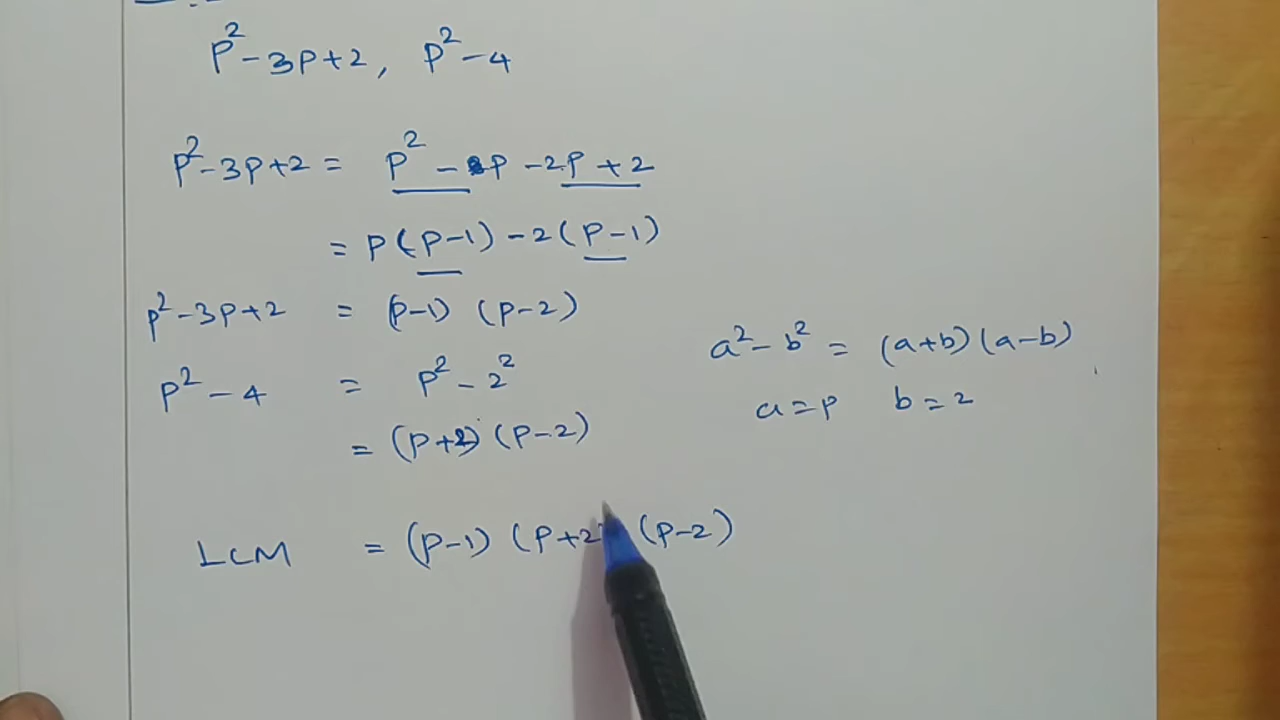 p² - 3p + 2, p² - 4
p² - 3p + 2 = p² - p - 2p + 2
= p(p-1) - 2(p-1)
p² - 3p + 2 = (p-1) (p-2)
p² - 4 = p² - 2²
a² - b² = (a+b)(a-b)
a = p b = 2
= (p+2) (p-2)
LCM = (p-1) (p+2) (p-2)